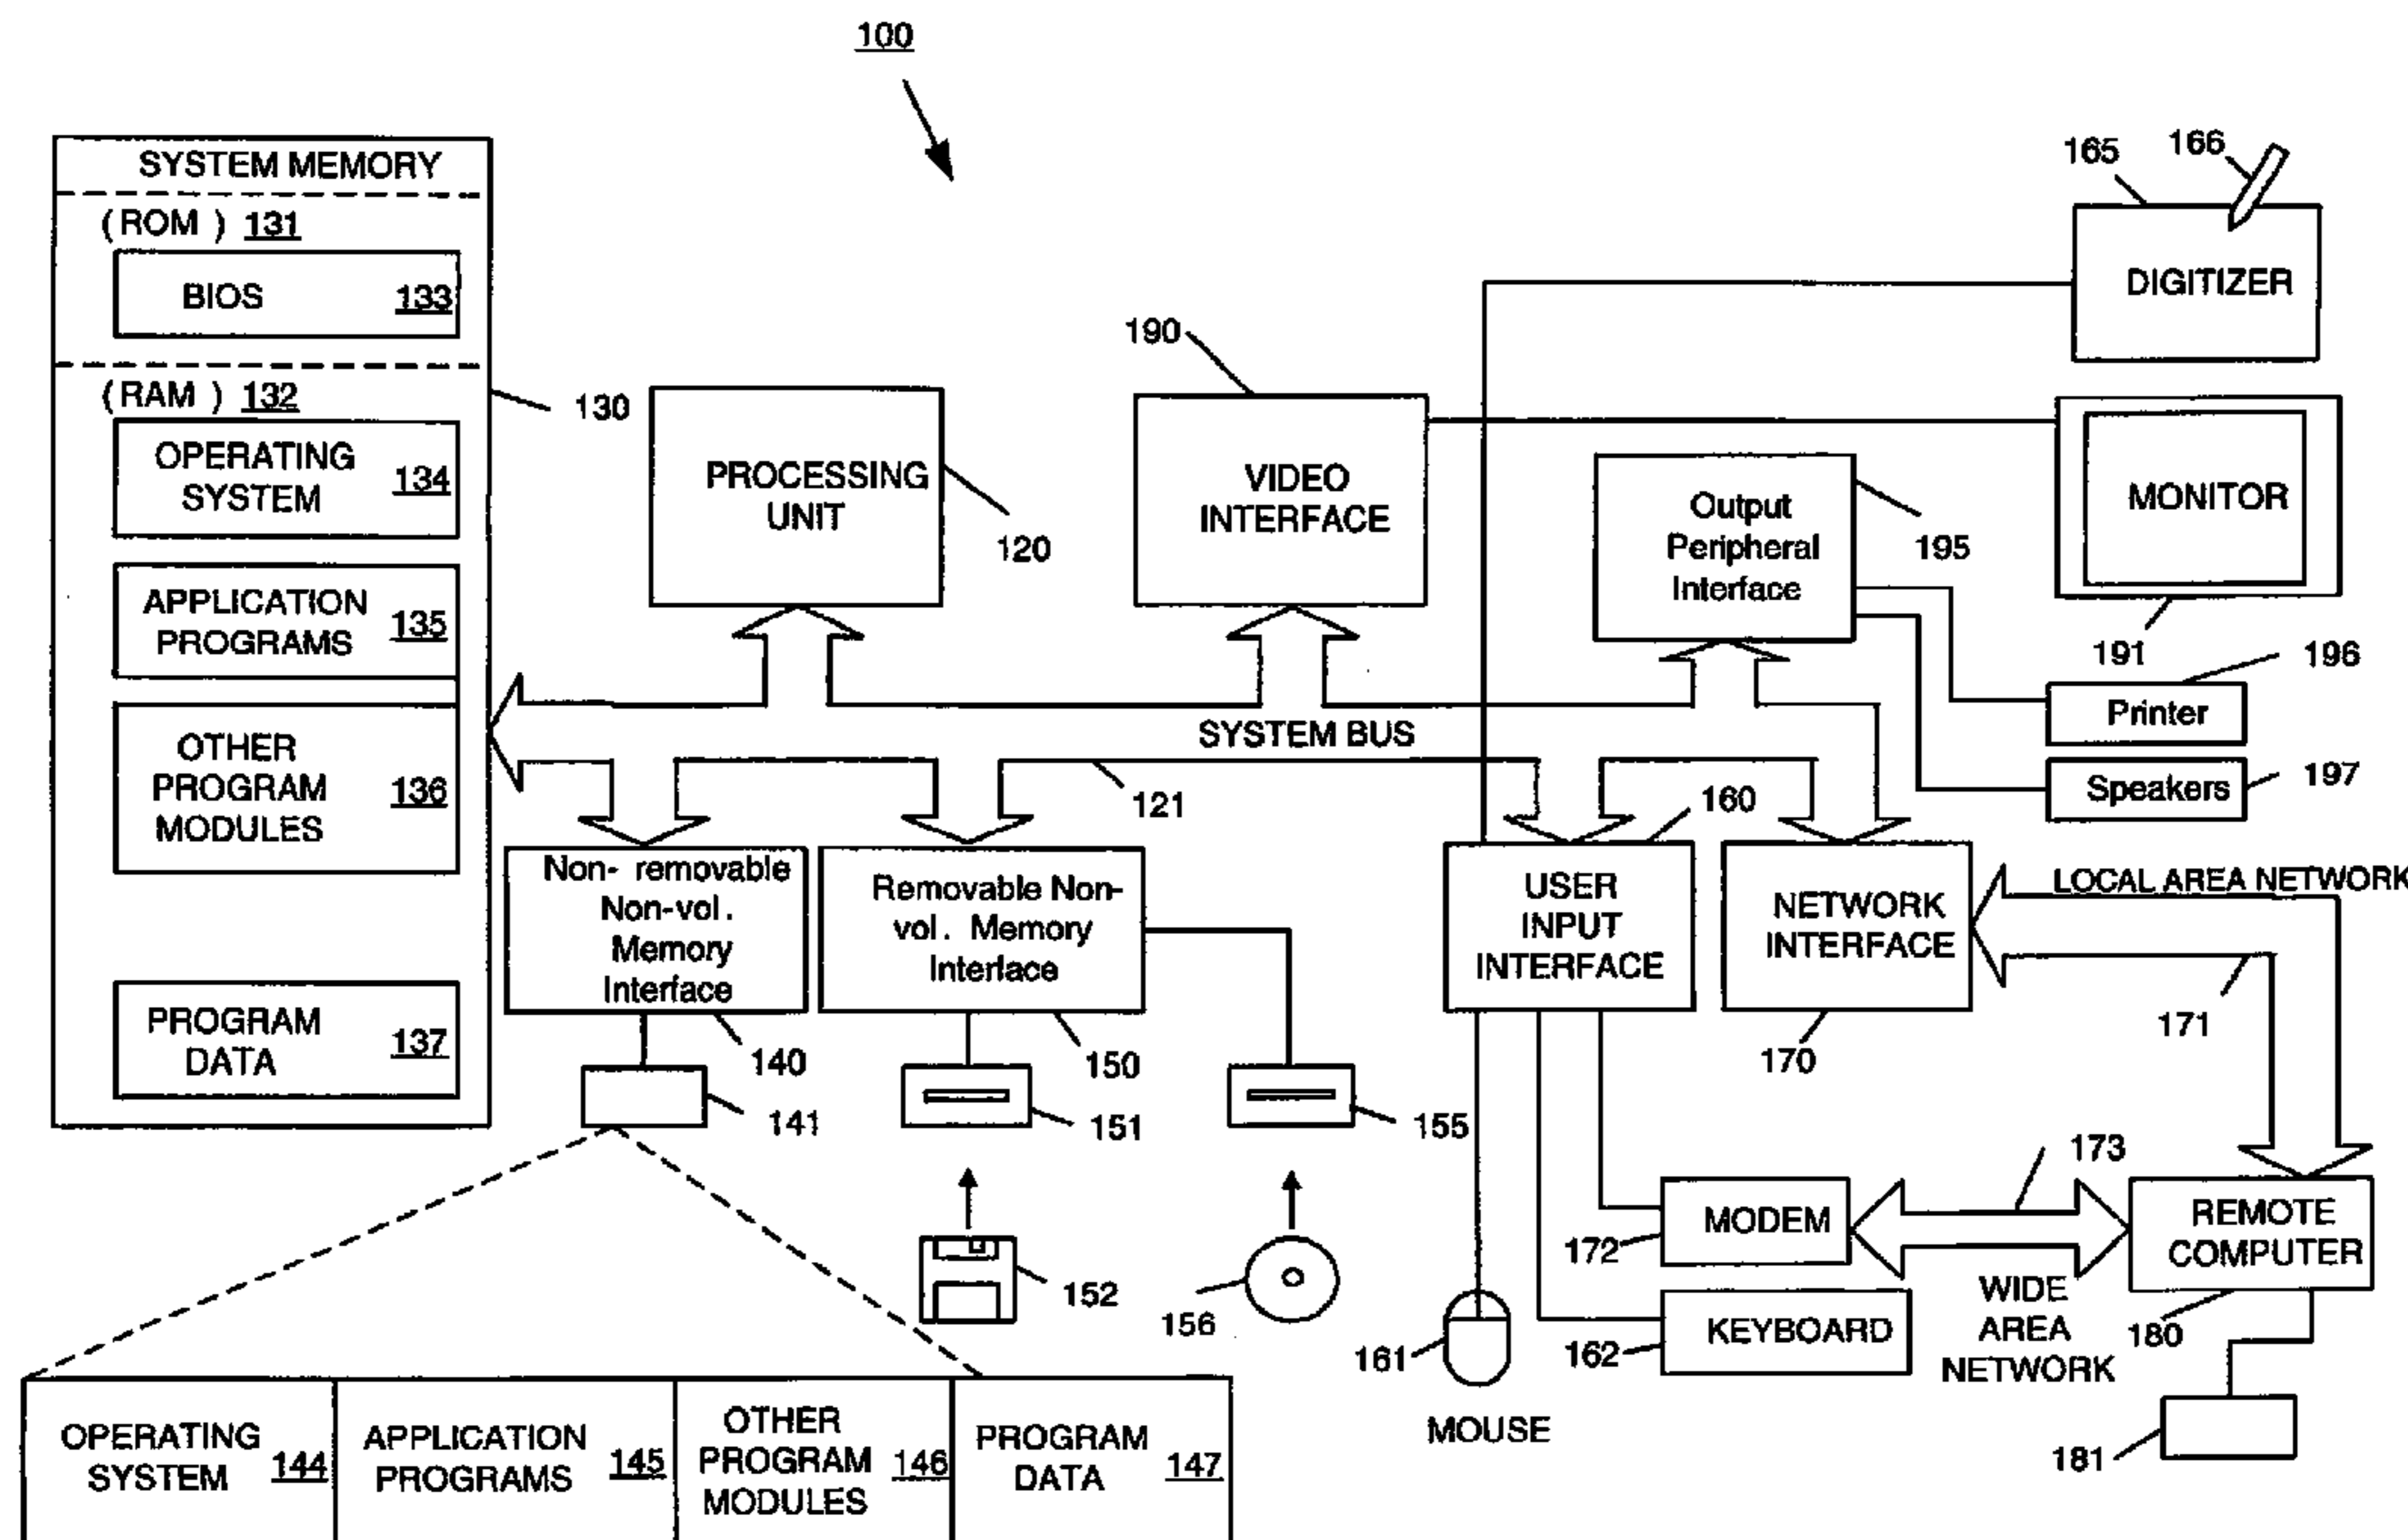 100
SYSTEM MEMORY
(ROM) 131
BIOS 133
(RAM) 132
OPERATING
SYSTEM 134
APPLICATION
PROGRAMS 135
OTHER
PROGRAM
MODULES 136
PROGRAM
DATA 137
130
PROCESSING
UNIT
120
190
VIDEO
INTERFACE
Output
Peripheral
Interface
195
165
166
DIGITIZER
MONITOR
191
196
Printer
Speakers
197
SYSTEM BUS
121
Non- removable
Non-vol.
Memory
Interface
140
141
Removable Non-
vol. Memory
Interface
150
151
155
152
156
160
USER
INPUT
INTERFACE
NETWORK
INTERFACE
170
LOCAL AREA NETWORK
171
173
MODEM
172
REMOTE
COMPUTER
180
WIDE
AREA
NETWORK
KEYBOARD
162
161
MOUSE
181
OPERATING
SYSTEM 144
APPLICATION
PROGRAMS 145
OTHER
PROGRAM
MODULES 146
PROGRAM
DATA 147